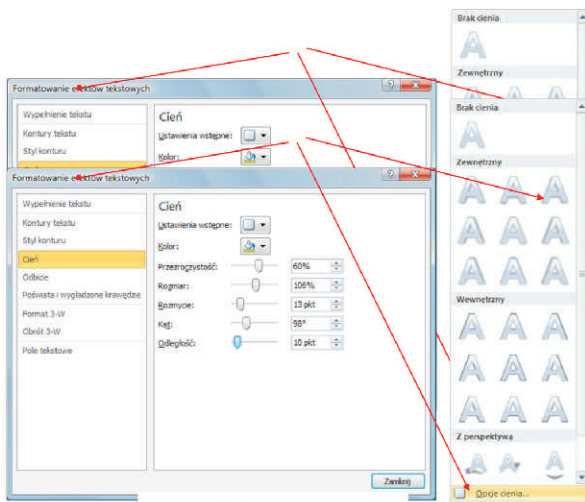 Brak cienia
Zewnętrzny
Formatowanie efektów tekstowych
Wypełnienie tekstu
Kontury tekstu
Styl konturu
Cień
Ustawienia wstępne:
Kolor:
Brak cienia
Zewnętrzny
Wewnętrzny
Z perspektywą
Opcje cienia...
Formatowanie efektów tekstowych
Wypełnienie tekstu
Kontury tekstu
Styl konturu
Cień
Odbicie
Poświata i wygładzone krawędzie
Format 3-W
Obrót 3-W
Pole tekstowe
Cień
Ustawienia wstępne:
Kolor:
Przezroczystość: 60%
Rozmiar: 106%
Rozmycie: 13 pkt
Kąt: 98°
Odległość: 10 pkt
Zamknij